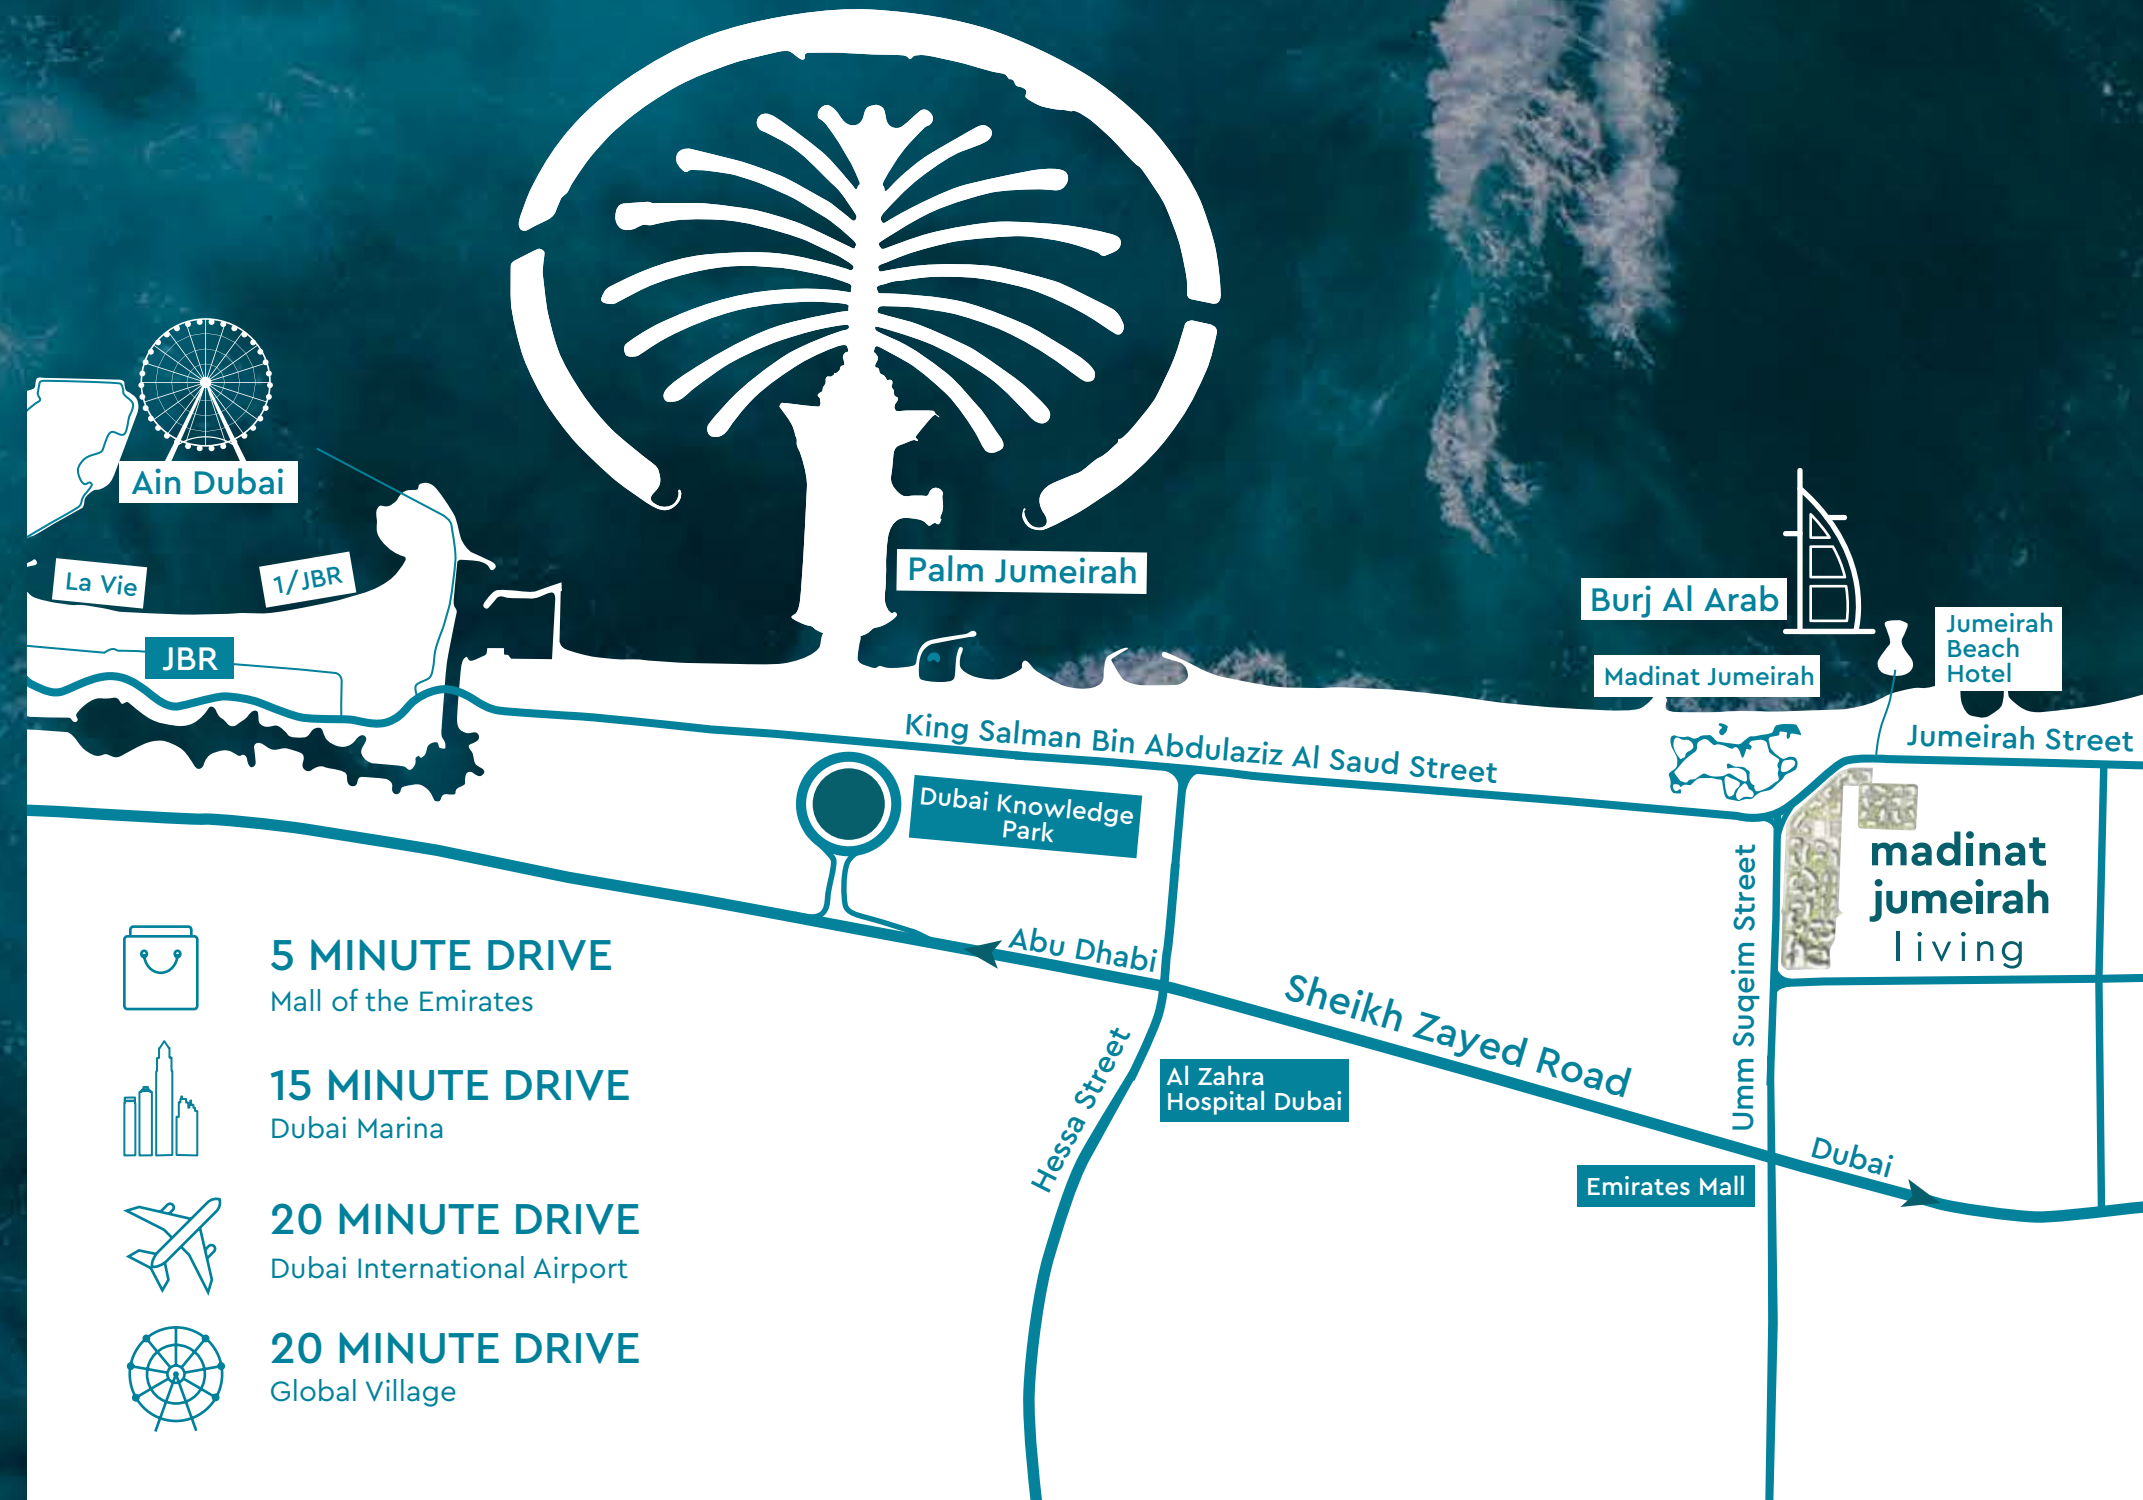 Ain Dubai
La Vie
1/JBR
JBR
Palm Jumeirah
Burj Al Arab
Madinat Jumeirah
Jumeirah
Beach
Hotel
Jumeirah Street
King Salman Bin Abdulaziz Al Saud Street
Dubai Knowledge
Park
madinat
jumeirah
living
Umm Suqeim Street
Abu Dhabi
Sheikh Zayed Road
Hessa Street
Al Zahra
Hospital Dubai
Emirates Mall
Dubai
5 MINUTE DRIVE
Mall of the Emirates
15 MINUTE DRIVE
Dubai Marina
20 MINUTE DRIVE
Dubai International Airport
20 MINUTE DRIVE
Global Village